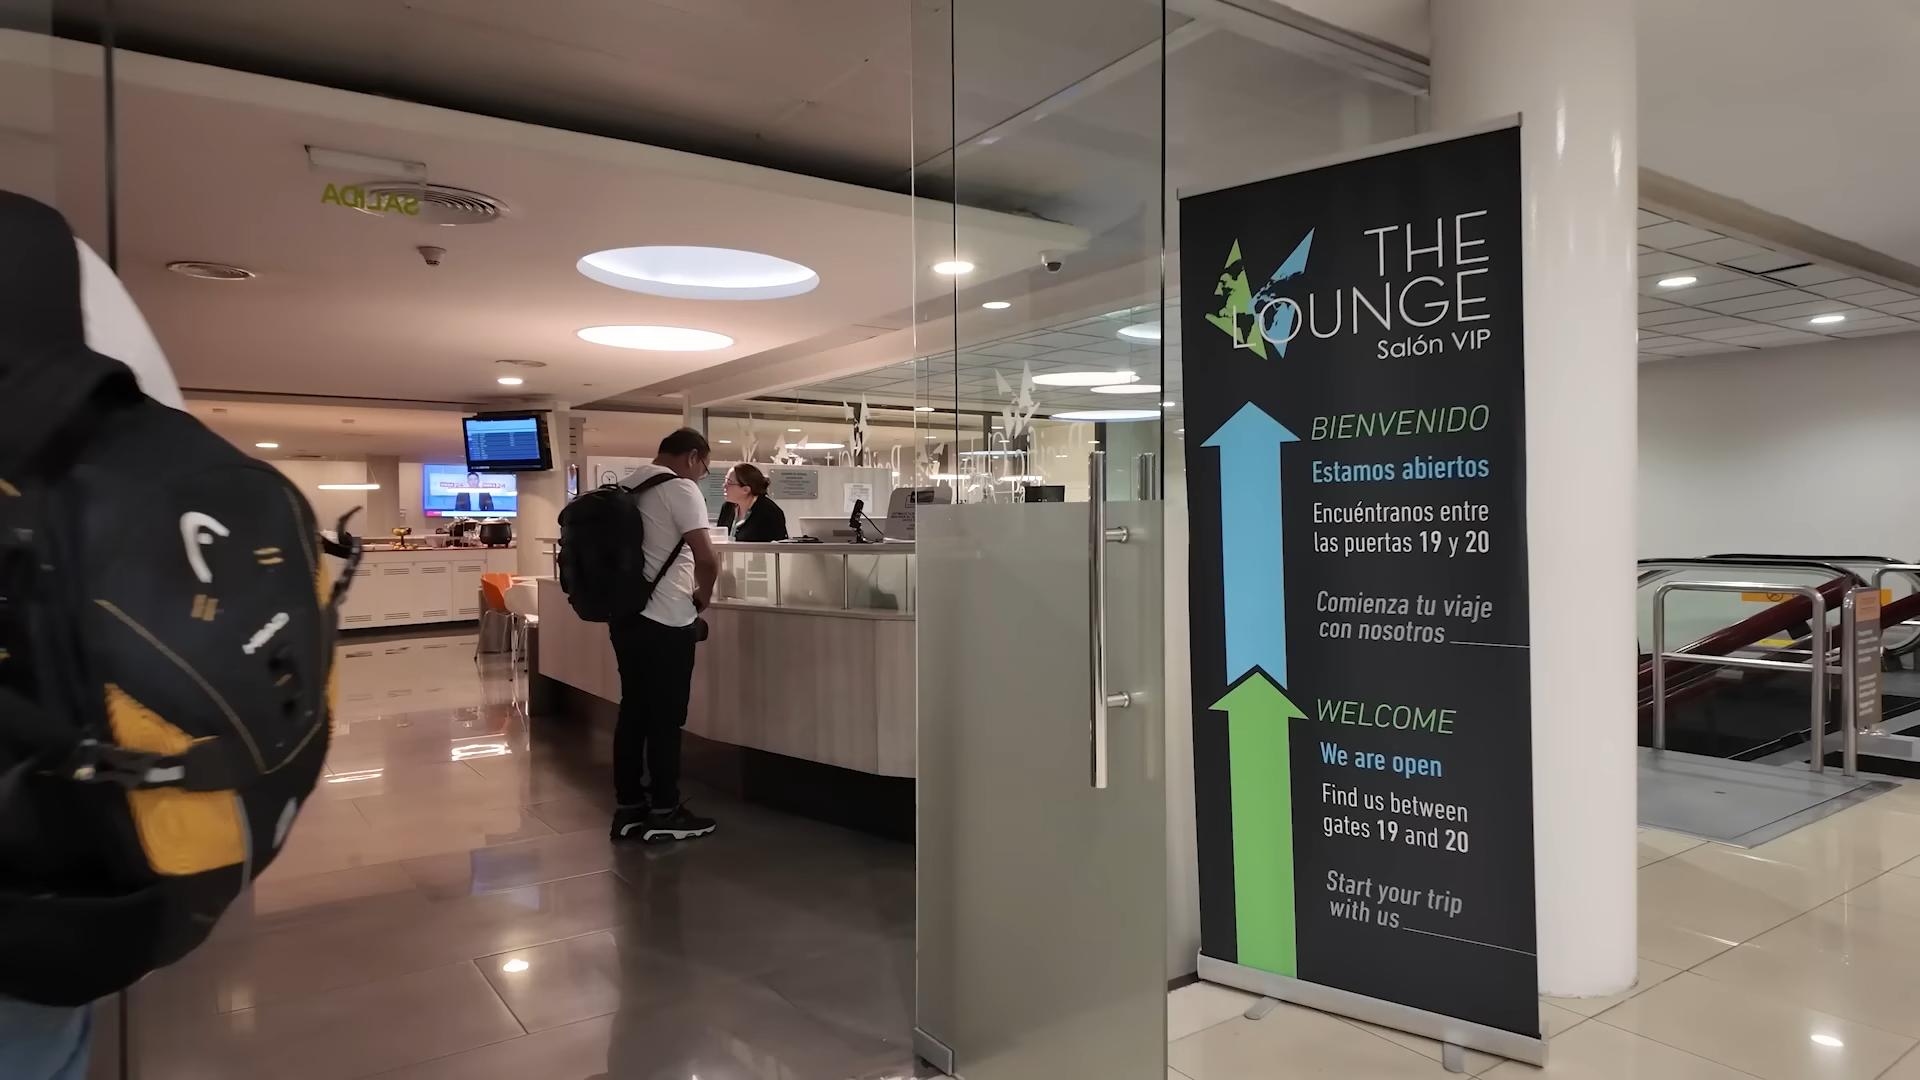 SALIDA
HEAD
THE
LOUNGE
Salón VIP
BIENVENIDO
Estamos abiertos
Encuéntranos entre
las puertas 19 y 20
Comienza tu viaje
con nosotros
WELCOME
We are open
Find us between
gates 19 and 20
Start your trip
with us